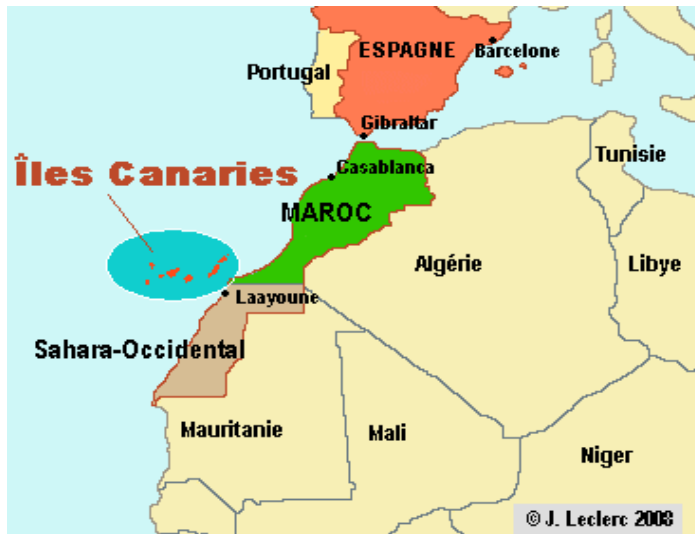 ESPAGNE
Barcelone
Portugal
Gibraltar
Tunisie
Îles Canaries
Casablanca
MAROC
Algérie
Libye
Laayoune
Sahara-Occidental
Mauritanie
Mali
Niger
© J. Leclerc 2008